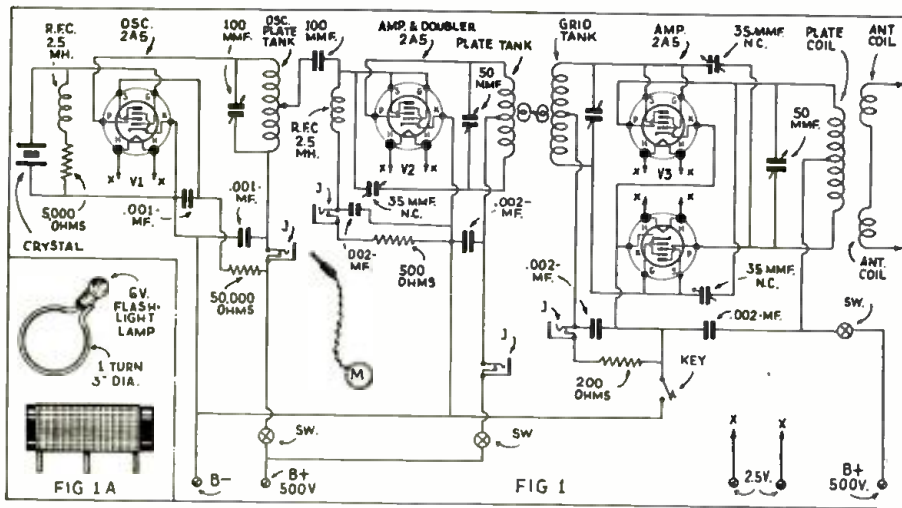 OSC.
2A5
R.F.C.
2.5
MH.
100
MMF.
OSC.
PLATE
TANK
100
MMF.
AMP. & DOUBLER
2A5
PLATE TANK
50
MMF.
GRID
TANK
AMP.
2A5
35-MMF.
N.C.
PLATE
COIL
ANT
COIL
50
MMF.
S
G
P
K
H
H
X
X
V1
R.F.C
2.5
MH.
S
G
P
K
H
H
X
X
V2
35 MMF.
N.C.
S
G
P
K
H
H
X
X
V3
X
X
H
H
P
K
G
S
5,000
OHMS
CRYSTAL
.001-
MF.
.001-
MF.
J
50,000
OHMS
J
.002-
MF.
500
OHMS
.002-
MF.
J
.002-
MF.
J
200
OHMS
KEY
35 MMF.
N.C.
.002-MF.
ANT.
COIL
SW.
M
6V.
FLASH-
LIGHT
LAMP
1 TURN
3" DIA.
FIG 1A
SW.
SW
B-
B+
500V.
FIG 1
X
X
2.5V.
B+
500V.